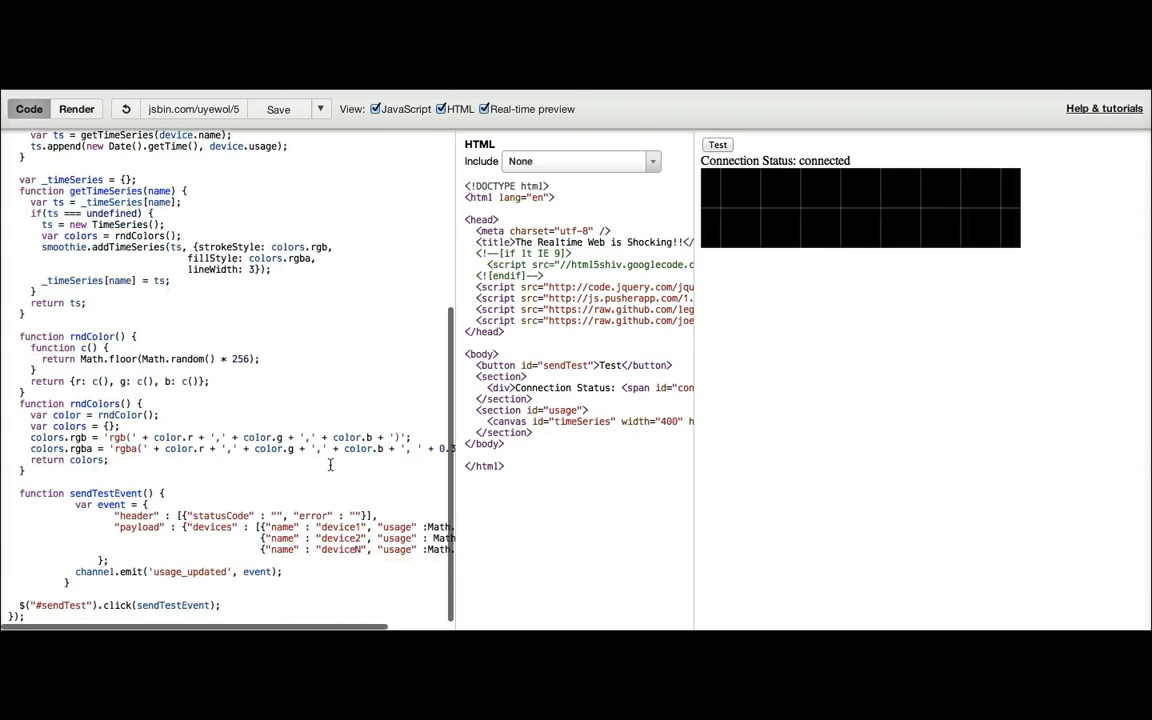 Code
Render
jsbin.com/uyewol/5
Save
View:
JavaScript
HTML
Real-time preview
Help & tutorials
var ts = getTimeSeries(device.name);
ts.append(new Date().getTime(), device.usage);
}
var _timeSeries = {};
function getTimeSeries(name) {
var ts = _timeSeries[name];
if(ts === undefined) {
ts = new TimeSeries();
var colors = rndColors();
smoothie.addTimeSeries(ts, {strokeStyle: colors.rgb,
fillStyle: colors.rgba,
lineWidth: 3});
_timeSeries[name] = ts;
}
return ts;
}
function rndColor() {
function c() {
return Math.floor(Math.random() * 256);
}
return {r: c(), g: c(), b: c()};
}
function rndColors() {
var color = rndColor();
var colors = {};
colors.rgb = 'rgb(' + color.r + ',' + color.g + ',' + color.b + ')';
colors.rgba = 'rgba(' + color.r + ',' + color.g + ',' + color.b + ', ' + 0.3
return colors;
}
function sendTestEvent() {
var event = {
"header" : [{"statusCode" : "", "error" : ""}],
"payload" : {"devices" : [{"name" : "device1", "usage" :Math.
{"name" : "device2", "usage" : Math
{"name" : "deviceN", "usage" :Math.
};
channel.emit('usage_updated', event);
}
$("#sendTest").click(sendTestEvent);
});
HTML
Include
None
<!DOCTYPE html>
<html lang="en">
<head>
<meta charset="utf-8" />
<title>The Realtime Web is Shocking!!</
<!--[if lt IE 9]>
<script src="//html5shiv.googlecode.c
<![endif]-->
<script src="http://code.jquery.com/jqu
<script src="http://js.pusherapp.com/1.
<script src="https://raw.github.com/leg
<script src="https://raw.github.com/joe
</head>
<body>
<button id="sendTest">Test</button>
<section>
<div>Connection Status: <span id="con
</section>
<section id="usage">
<canvas id="timeSeries" width="400" h
</section>
</body>
</html>
Test
Connection Status: connected